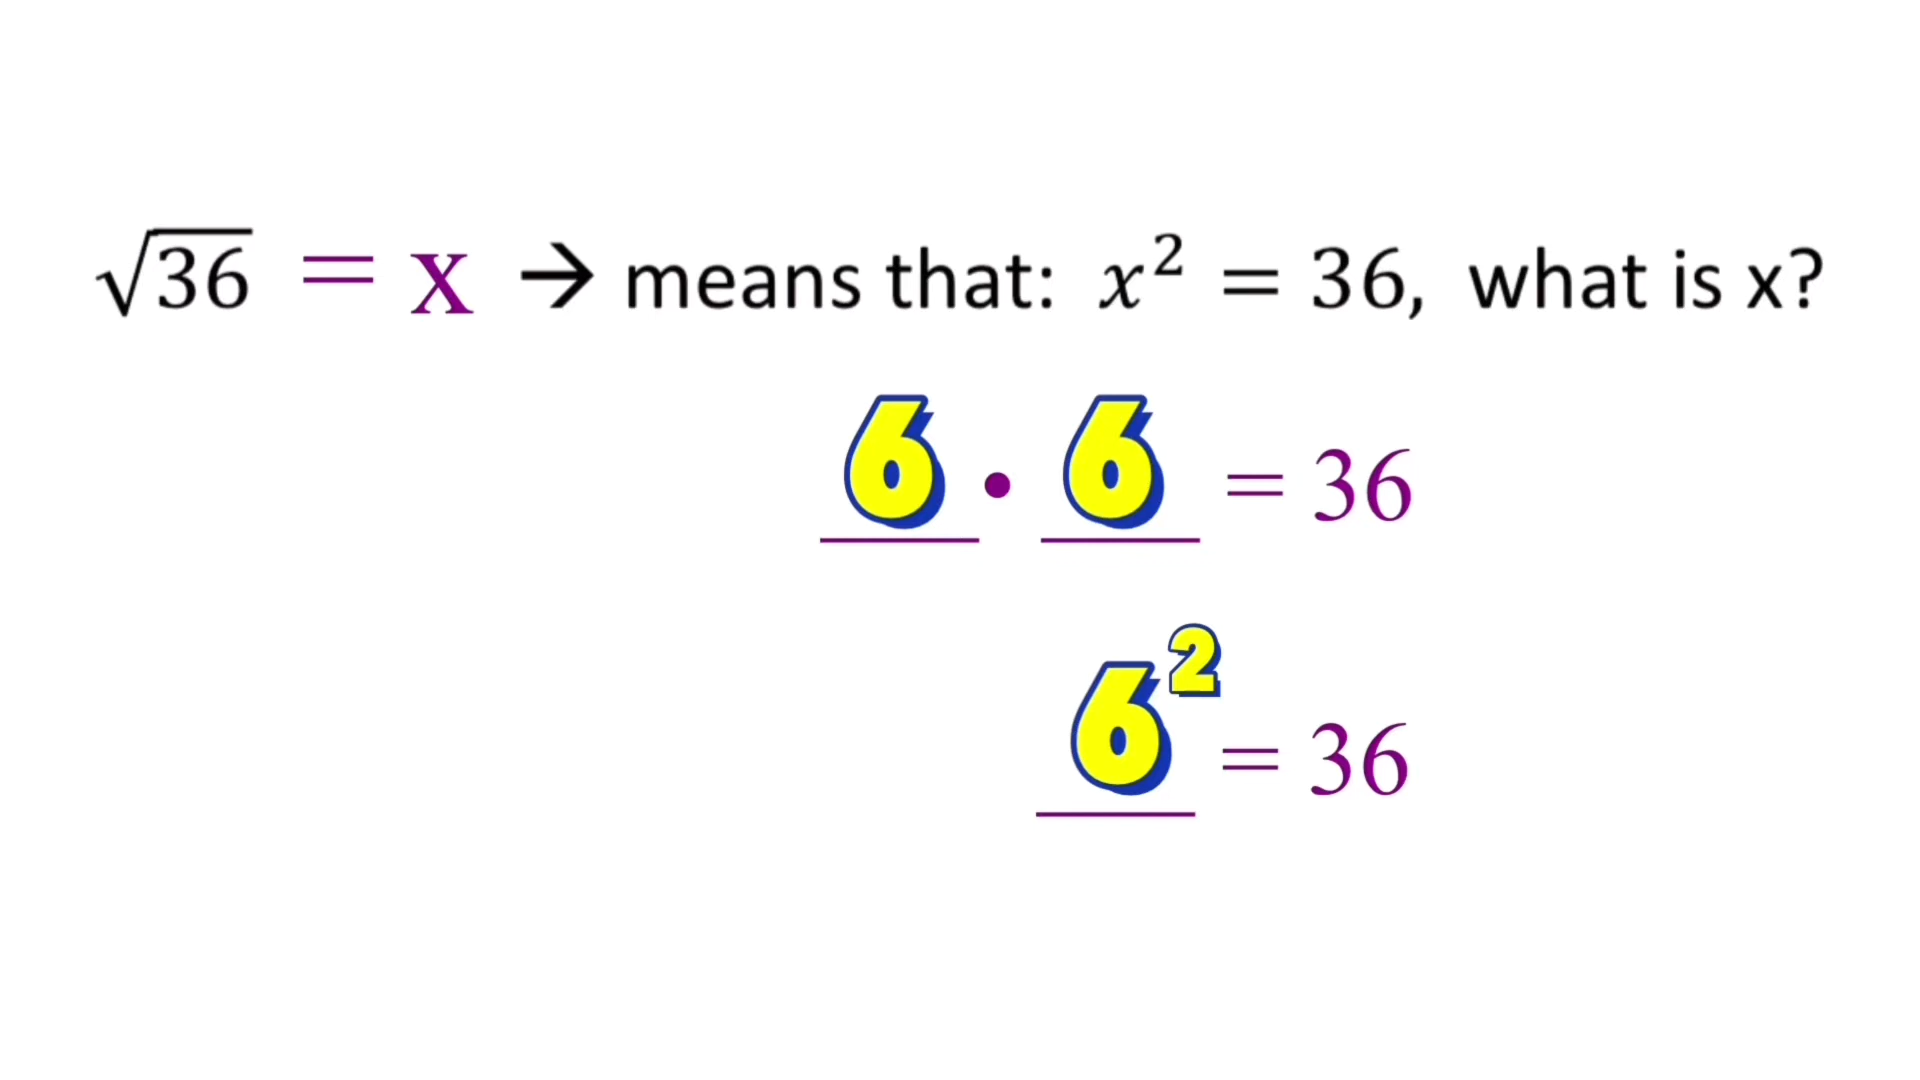 √36 = x → means that: x² = 36, what is x?
6 · 6 = 36
6² = 36